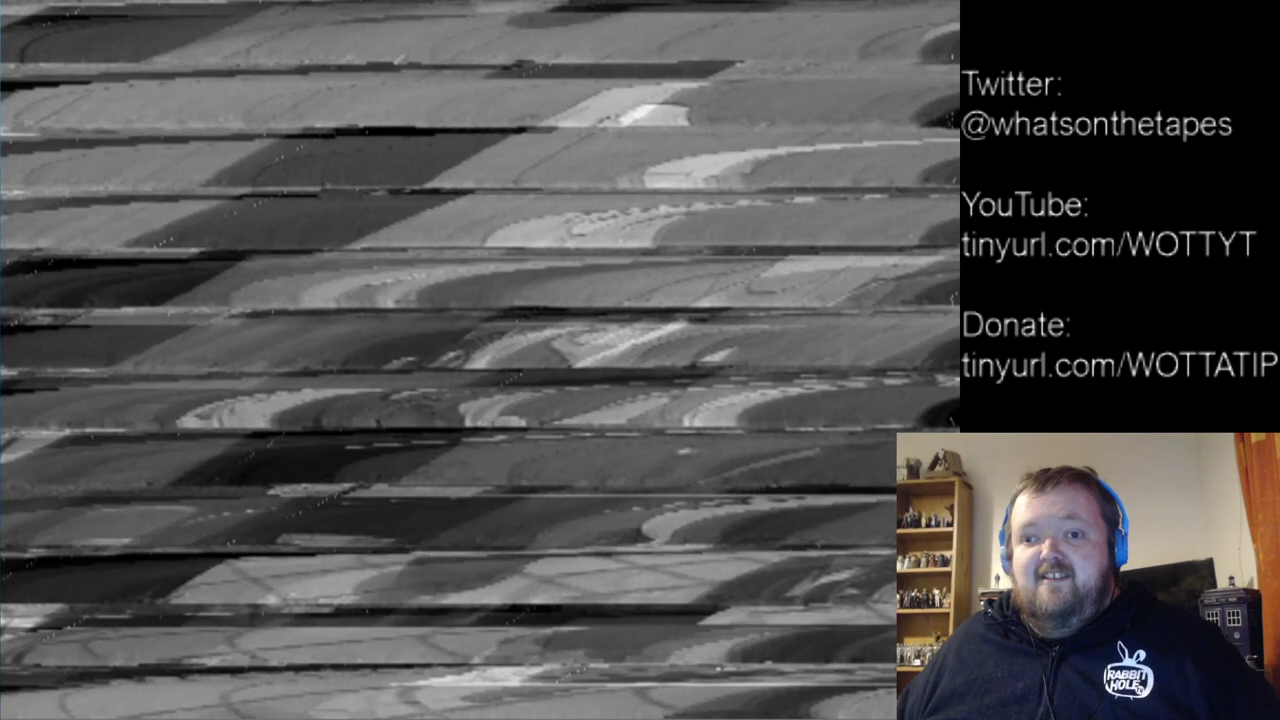 Twitter:
@whatsonthetapes
YouTube:
tinyurl.com/WOTTYT
Donate:
tinyurl.com/WOTTATIP
RABBIT
HOLE